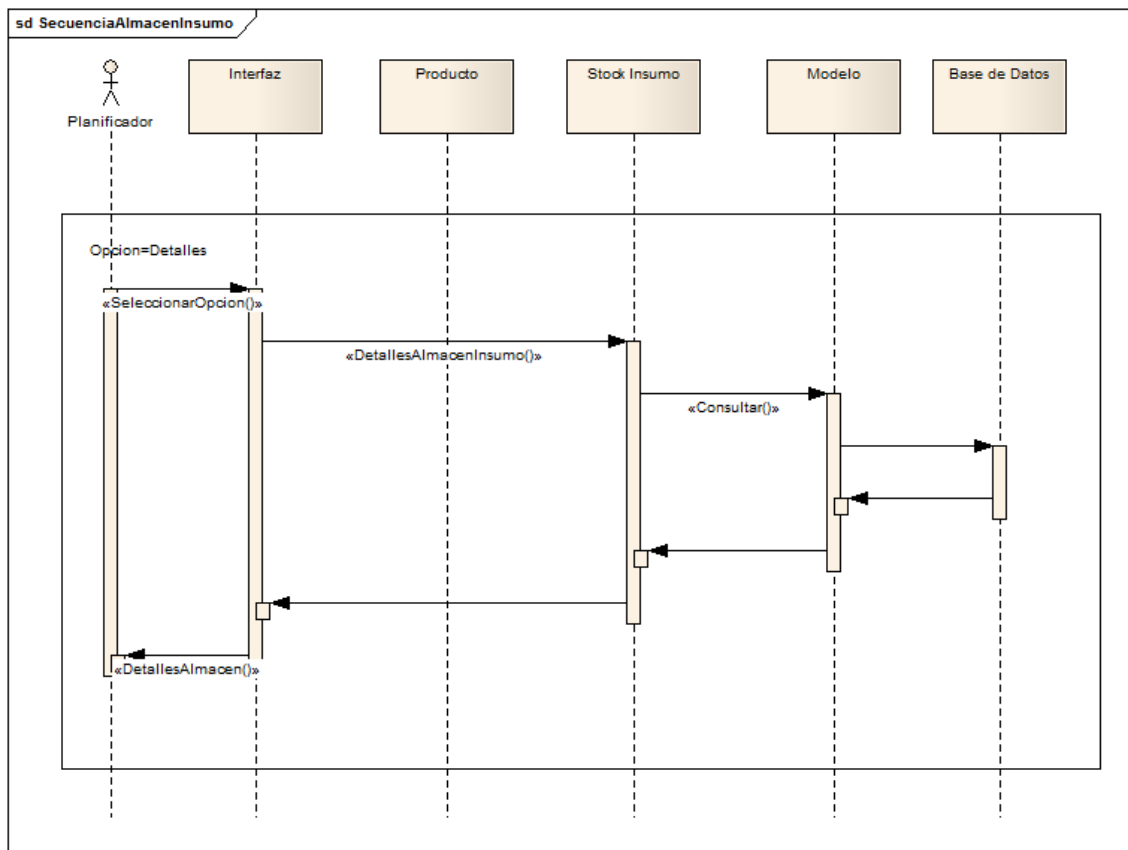 sd SecuenciaAlmacenInsumo
Interfaz
Producto
Stock Insumo
Modelo
Base de Datos
Planificador
Opcion=Detalles
«SeleccionarOpcion()»
«DetallesAlmacenInsumo()»
«Consultar()»
«DetallesAlmacen()»